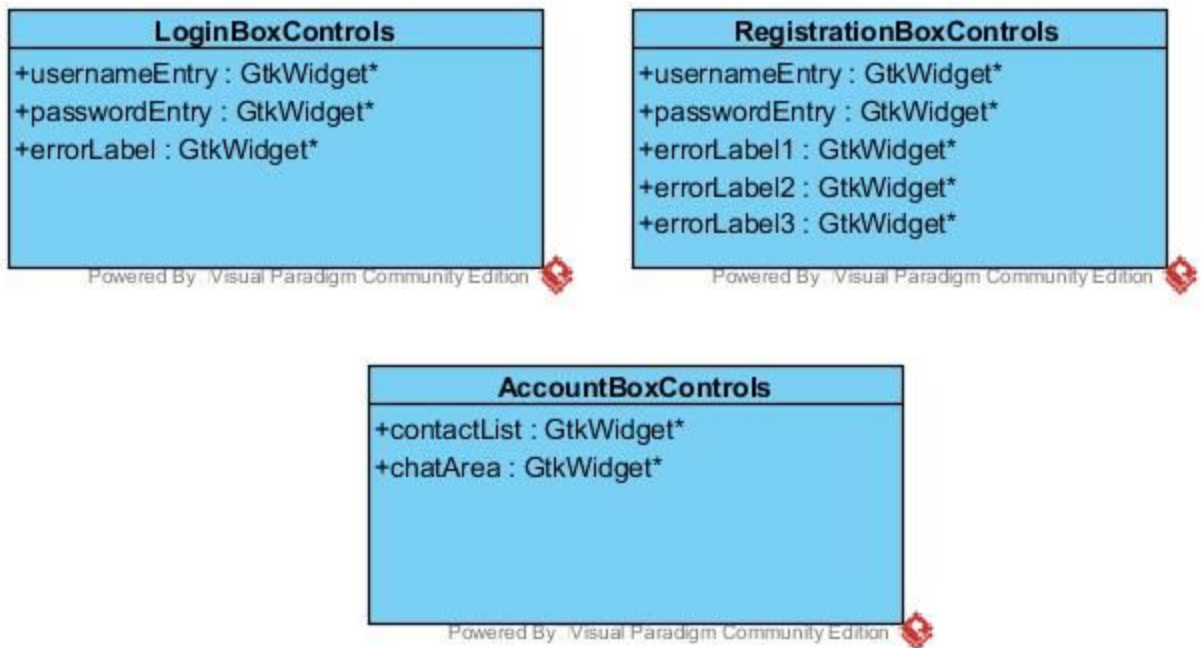 LoginBoxControls
+usernameEntry : GtkWidget*
+passwordEntry : GtkWidget*
+errorLabel : GtkWidget*
Powered By Visual Paradigm Community Edition
RegistrationBoxControls
+usernameEntry : GtkWidget*
+passwordEntry : GtkWidget*
+errorLabel1 : GtkWidget*
+errorLabel2 : GtkWidget*
+errorLabel3 : GtkWidget*
Powered By Visual Paradigm Community Edition
AccountBoxControls
+contactList : GtkWidget*
+chatArea : GtkWidget*
Powered By Visual Paradigm Community Edition